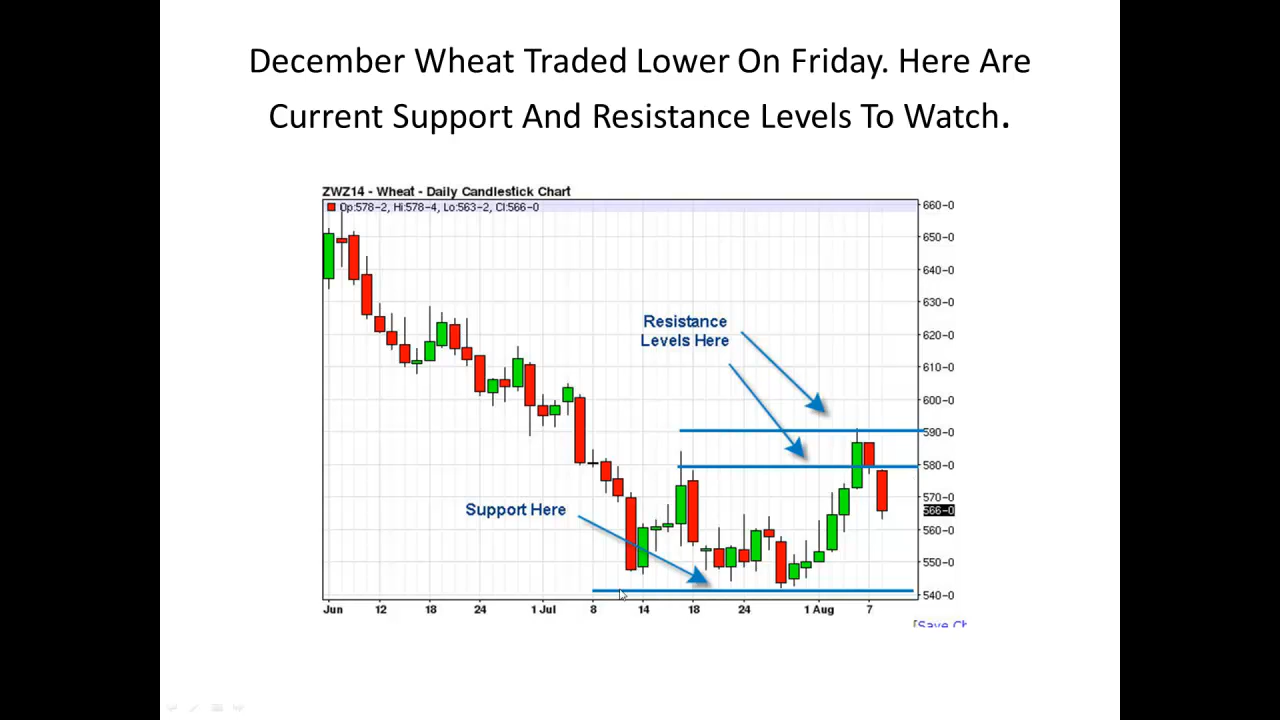 December Wheat Traded Lower On Friday. Here Are
Current Support And Resistance Levels To Watch.
ZWZ14 - Wheat - Daily Candlestick Chart
Op:578-2, Hi:578-4, Lo:563-2, Cl:566-0
660-0
650-0
640-0
630-0
Resistance
Levels Here
620-0
610-0
600-0
590-0
580-0
570-0
Support Here
566-0
560-0
550-0
540-0
Jun 12 18 24 1 Jul 8 14 18 24 1 Aug 7
[Save Ch